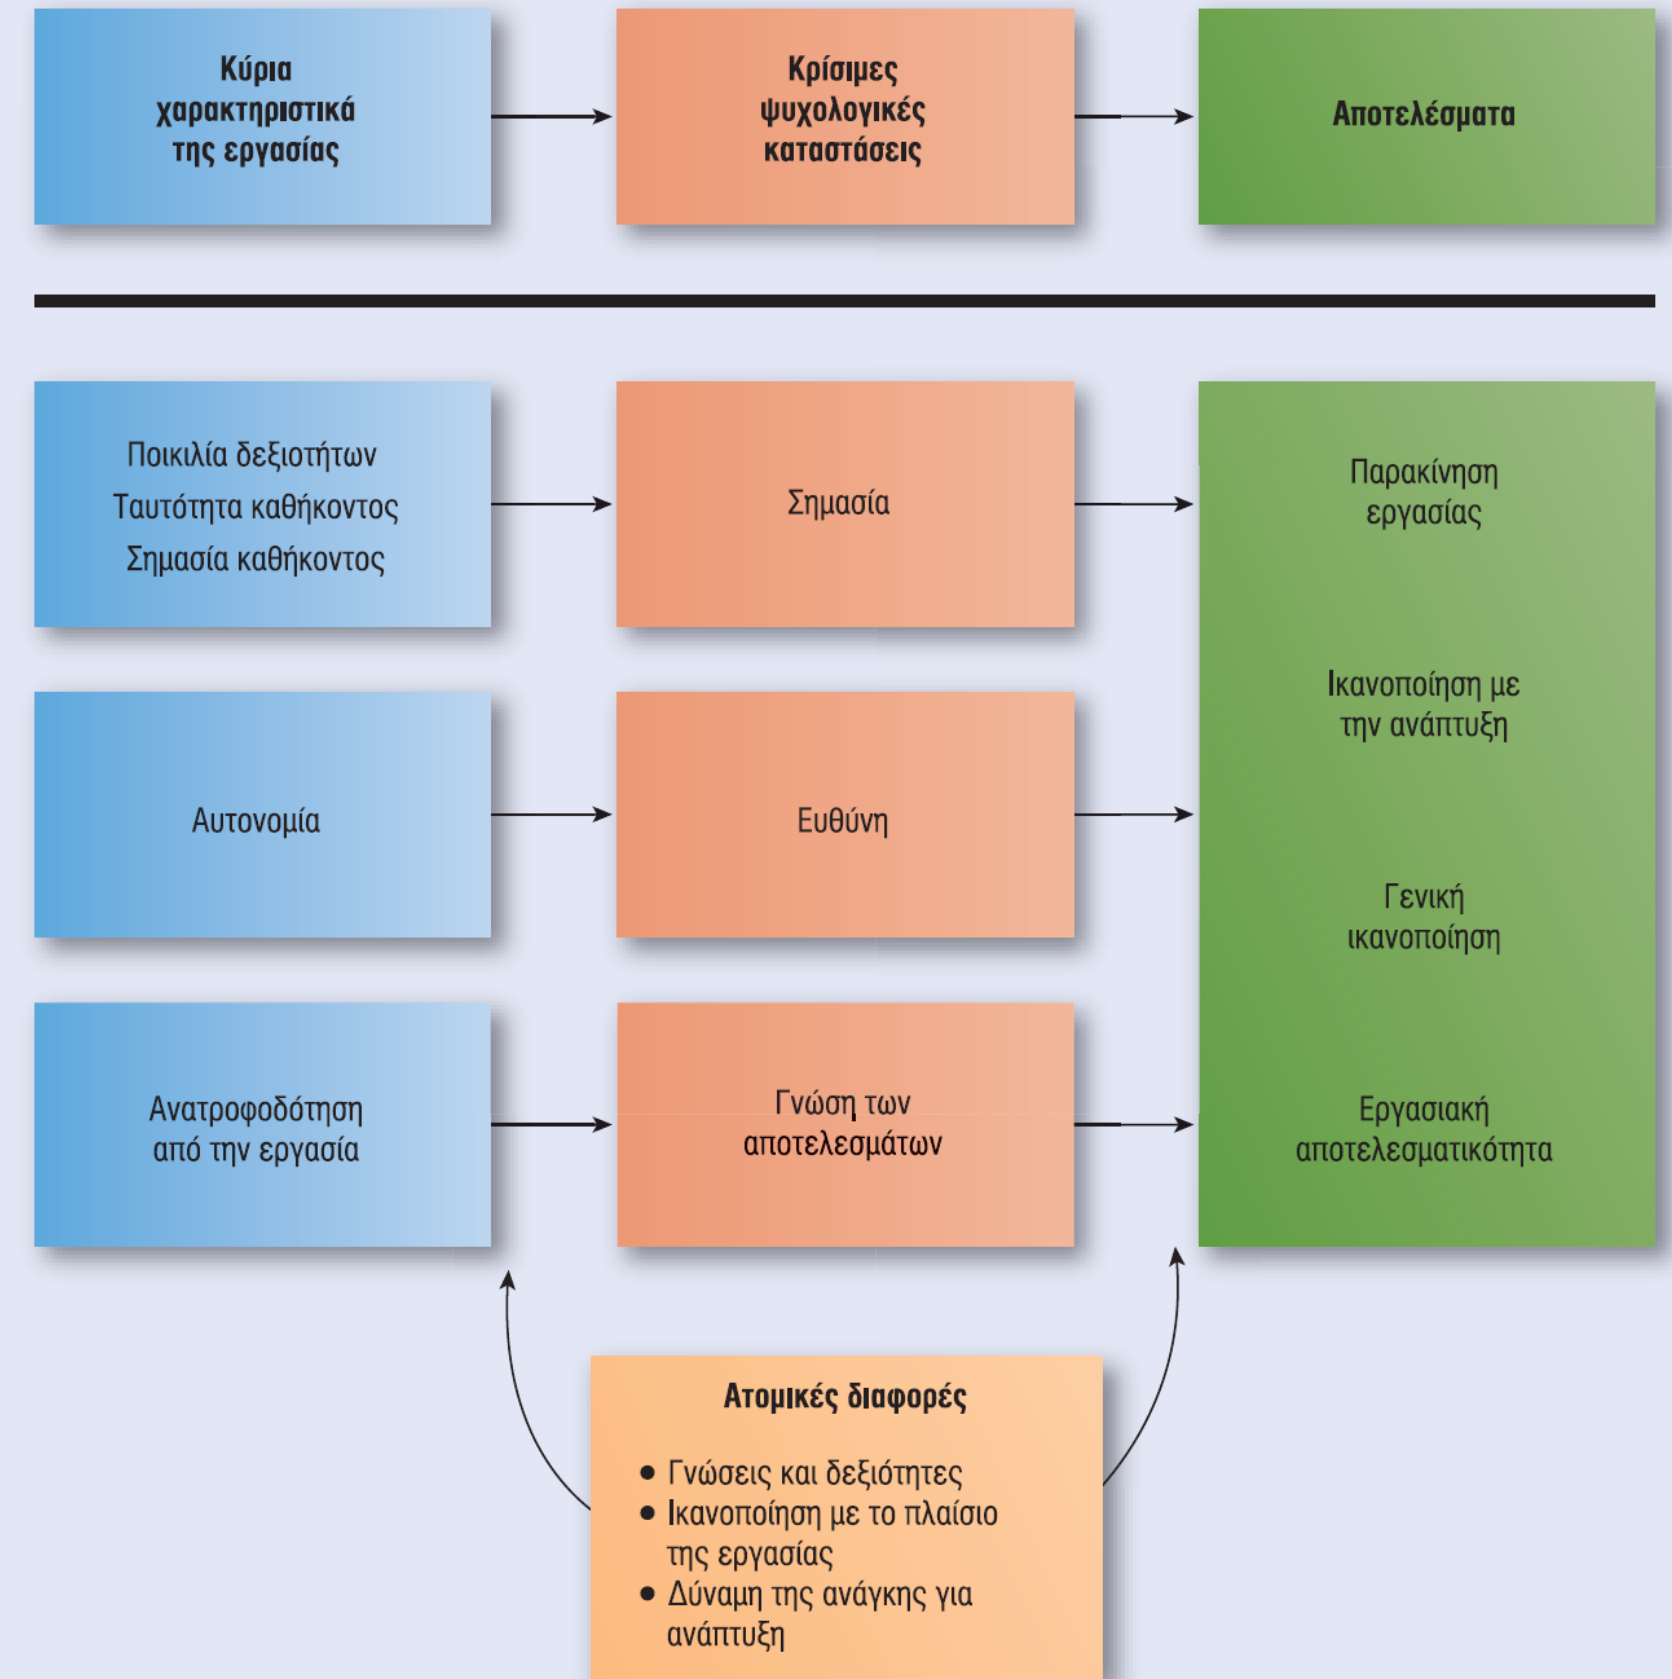 Κύρια
χαρακτηριστικά
της εργασίας
Κρίσιμες
ψυχολογικές
καταστάσεις
Αποτελέσματα
Ποικιλία δεξιοτήτων
Ταυτότητα καθήκοντος
Σημασία καθήκοντος
Σημασία
Παρακίνηση
εργασίας
Ικανοποίηση με
την ανάπτυξη
Αυτονομία
Ευθύνη
Γενική
ικανοποίηση
Ανατροφοδότηση
από την εργασία
Γνώση των
αποτελεσμάτων
Εργασιακή
αποτελεσματικότητα
Ατομικές διαφορές
• Γνώσεις και δεξιότητες
• Ικανοποίηση με το πλαίσιο
της εργασίας
• Δύναμη της ανάγκης για
ανάπτυξη